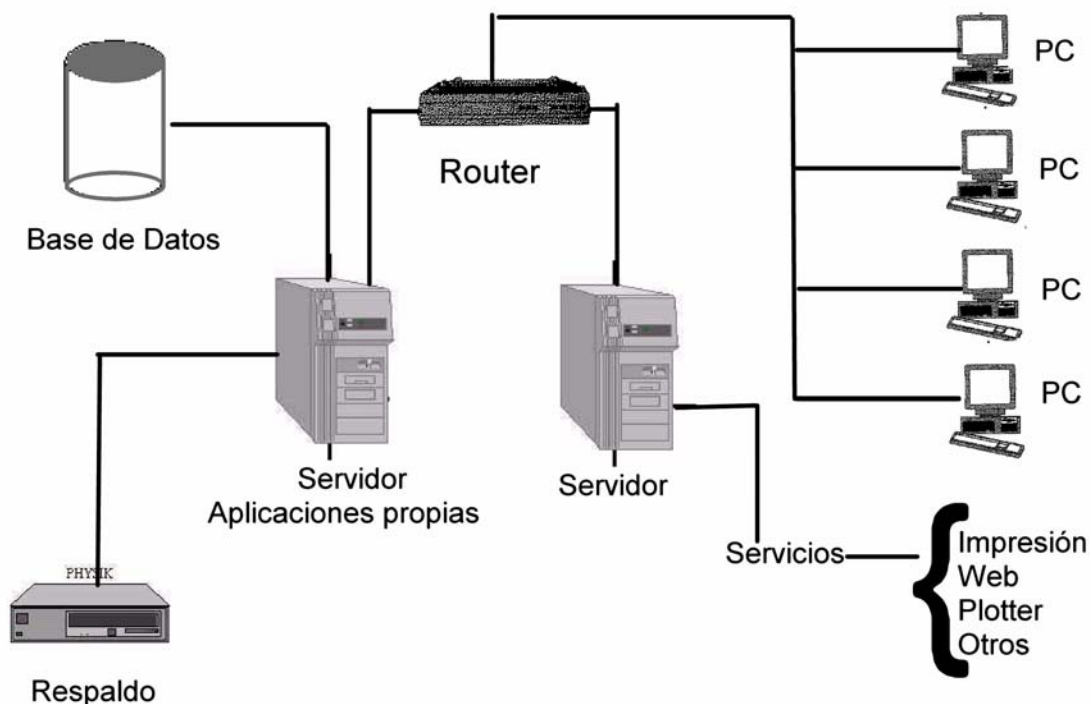 PC
Router
PC
Base de Datos
PC
PC
Servidor
Aplicaciones propias
Servidor
Servicios
Impresión
Web
Plotter
Otros
PHYSIK
Respaldo